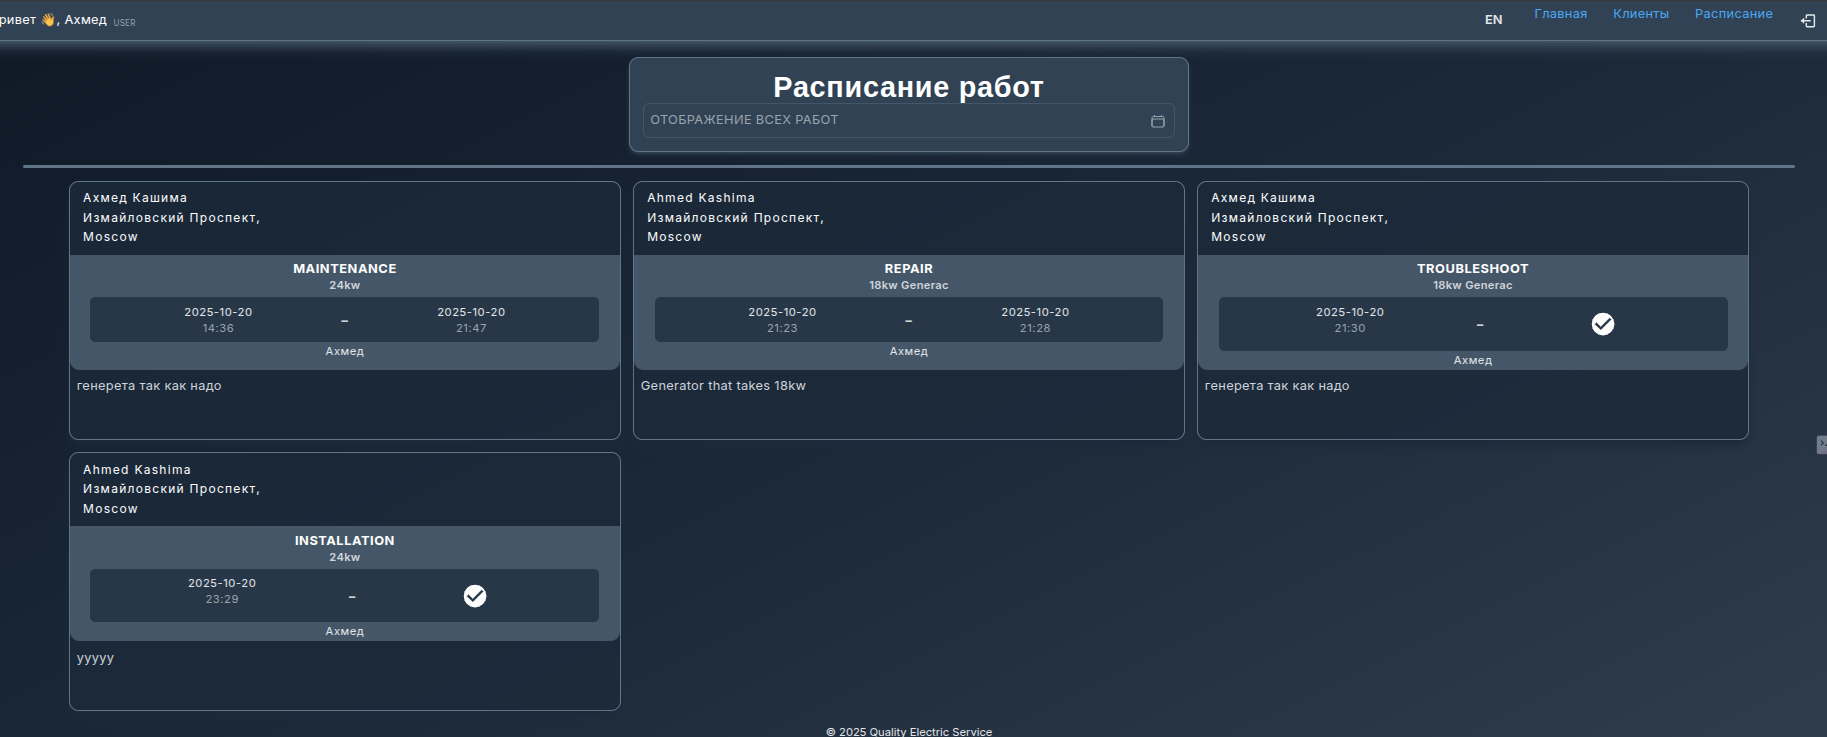 ривет 👋, Ахмед USER
EN Главная Клиенты Расписание
Расписание работ
ОТОБРАЖЕНИЕ ВСЕХ РАБОТ
Ахмед Кашима
Измайловский Проспект,
Moscow
MAINTENANCE
24kw
2025-10-20 – 2025-10-20
14:36 21:47
Ахмед
генерета так как надо
Ahmed Kashima
Измайловский Проспект,
Moscow
REPAIR
18kw Generac
2025-10-20 – 2025-10-20
21:23 21:28
Ахмед
Generator that takes 18kw
Ахмед Кашима
Измайловский Проспект,
Moscow
TROUBLESHOOT
18kw Generac
2025-10-20 –
21:30
Ахмед
генерета так как надо
Ahmed Kashima
Измайловский Проспект,
Moscow
INSTALLATION
24kw
2025-10-20 –
23:29
Ахмед
ууууу
© 2025 Quality Electric Service